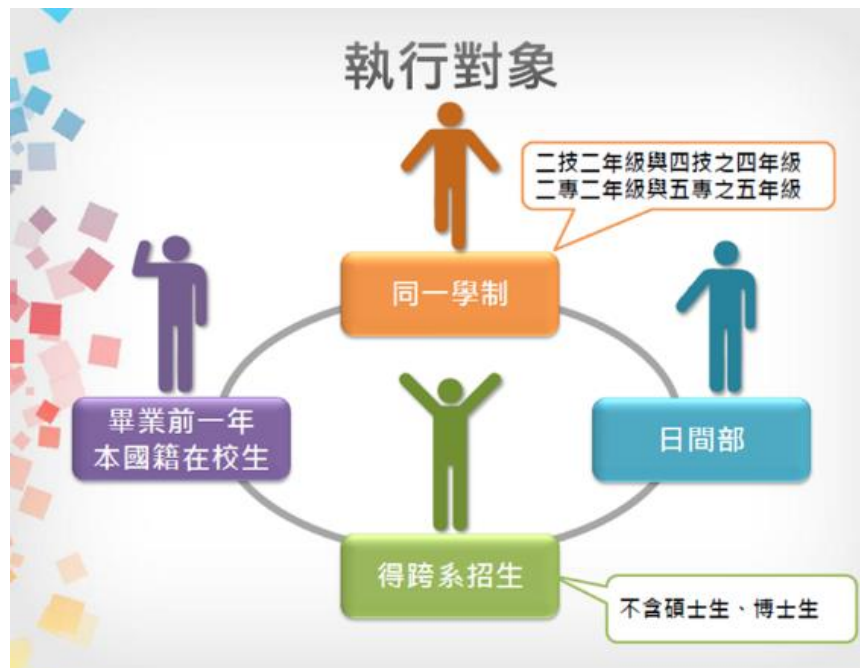 執行對象
二技二年級與四技之四年級
二專二年級與五專之五年級
同一學制
畢業前一年
本國籍在校生
日間部
得跨系招生
不含碩士生、博士生